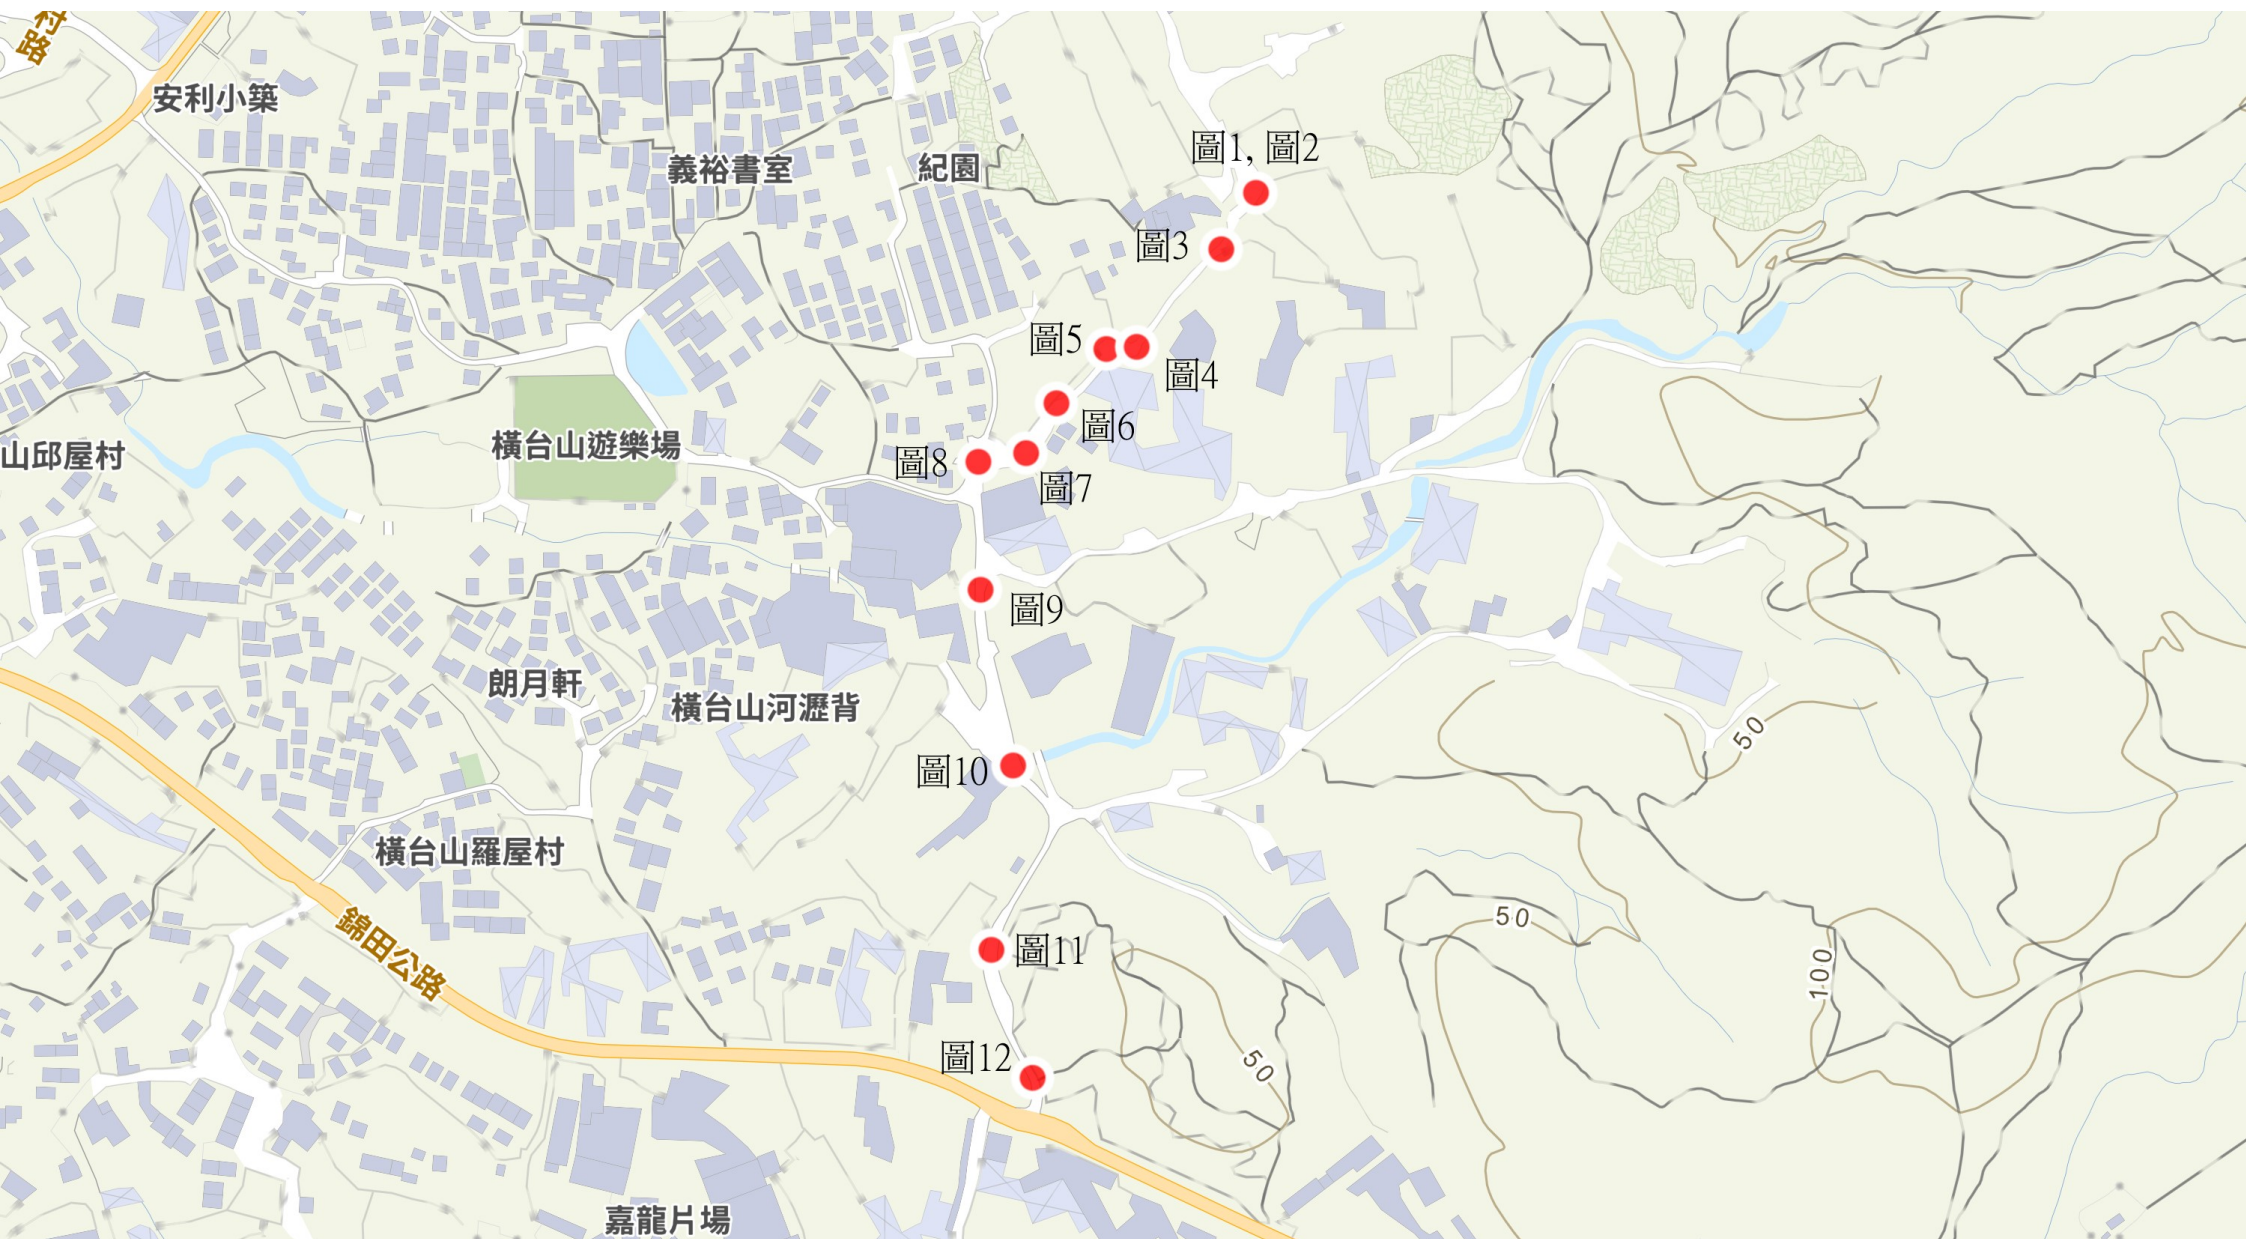 村路
安利小築
義裕書室
紀園
圖1, 圖2
圖3
圖5
圖4
圖6
橫台山遊樂場
山邱屋村
圖8
圖7
圖9
朗月軒
橫台山河瀝背
50
圖10
橫台山羅屋村
錦田公路
50
圖11
100
圖12
50
嘉龍片場